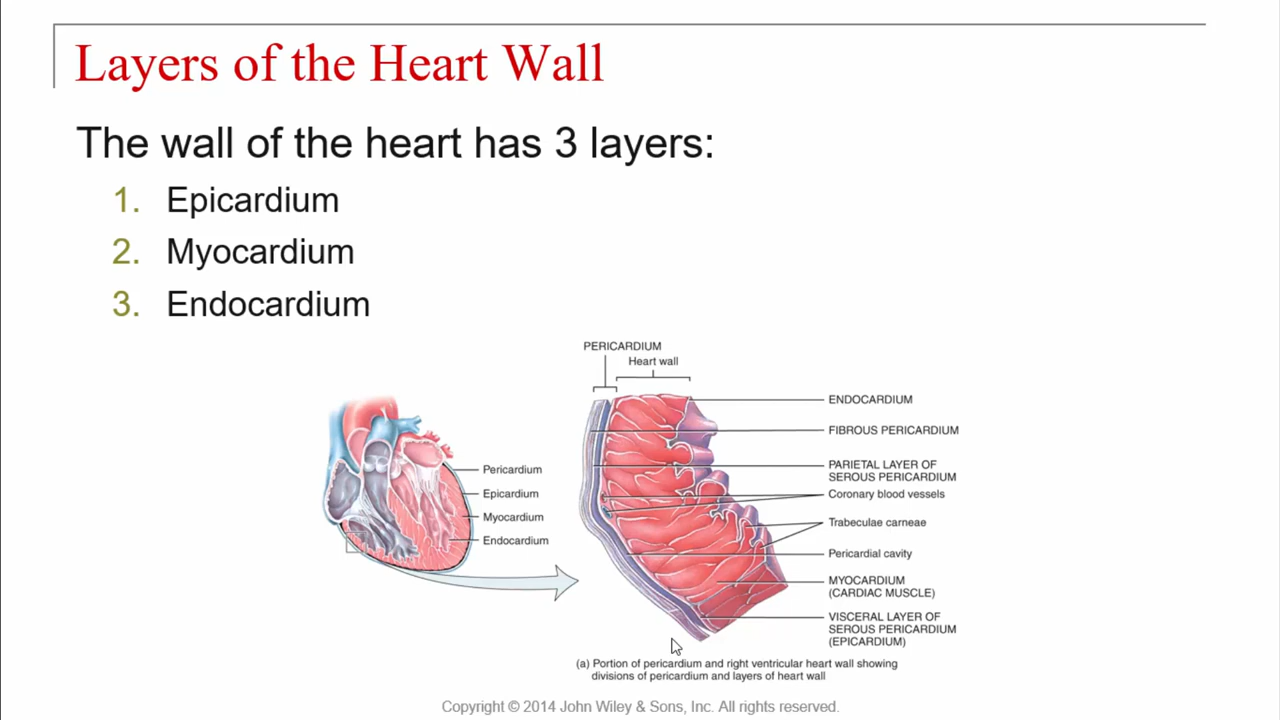 Layers of the Heart Wall
The wall of the heart has 3 layers:
1. Epicardium
2. Myocardium
3. Endocardium
PERICARDIUM
Heart wall
Pericardium
Epicardium
Myocardium
Endocardium
ENDOCARDIUM
FIBROUS PERICARDIUM
PARIETAL LAYER OF
SEROUS PERICARDIUM
Coronary blood vessels
Trabeculae carneae
Pericardial cavity
MYOCARDIUM
(CARDIAC MUSCLE)
VISCERAL LAYER OF
SEROUS PERICARDIUM
(EPICARDIUM)
(a) Portion of pericardium and right ventricular heart wall showing
divisions of pericardium and layers of heart wall
Copyright © 2014 John Wiley & Sons, Inc. All rights reserved.